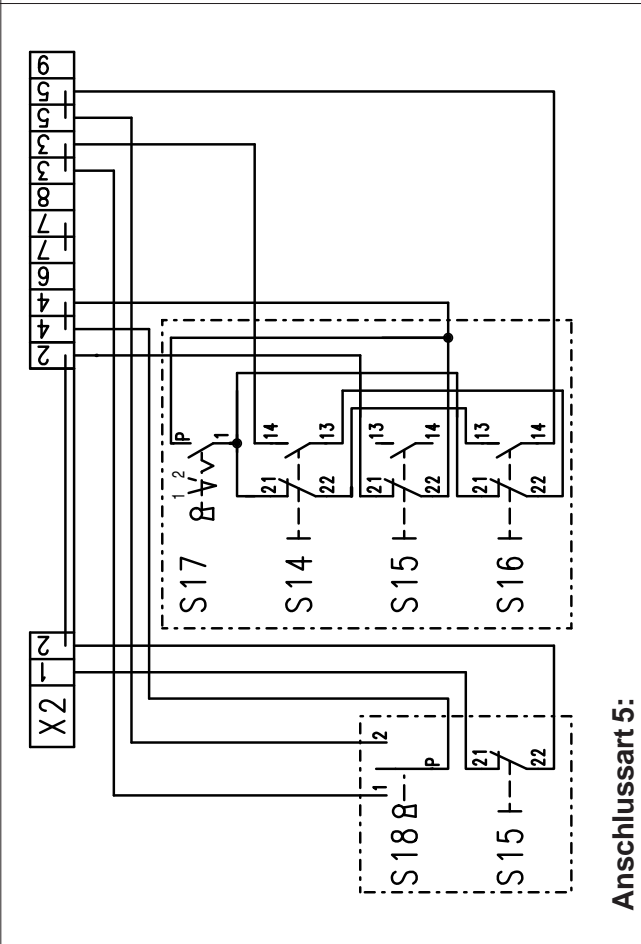 X2 1 2 2 4 4 6 7 7 8 3 3 5 5 9
1 2 P
S17
1
21 14
S14
22 13
1 2 21 13
S18 S15
P 22 14
21 21 13
S15 S16
22 22 14
Anschlussart 5: